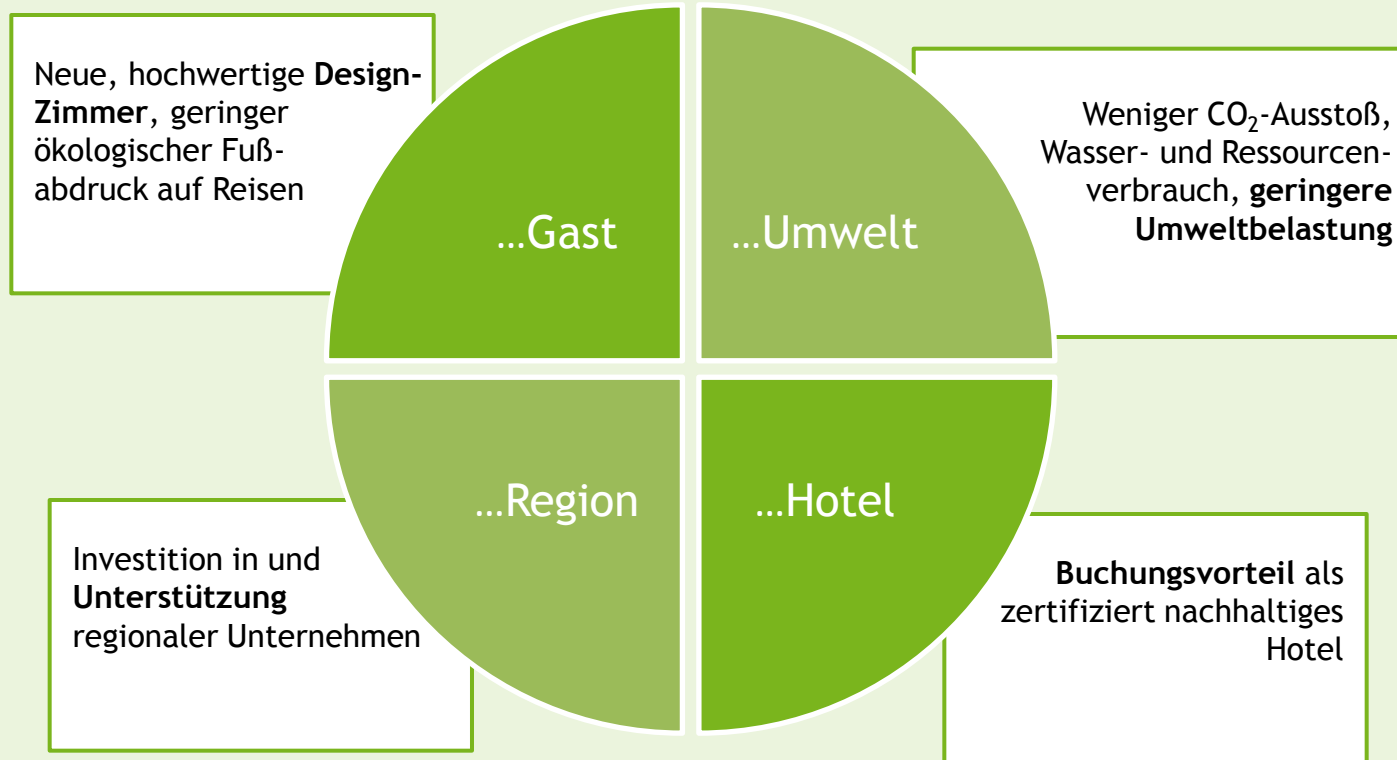 Neue, hochwertige Design-
Zimmer, geringer
ökologischer Fuß-
abdruck auf Reisen
…Gast
…Umwelt
Weniger CO₂-Ausstoß,
Wasser- und Ressourcen-
verbrauch, geringere
Umweltbelastung
Investition in und
Unterstützung
regionaler Unternehmen
…Region
…Hotel
Buchungsvorteil als
zertifiziert nachhaltiges
Hotel